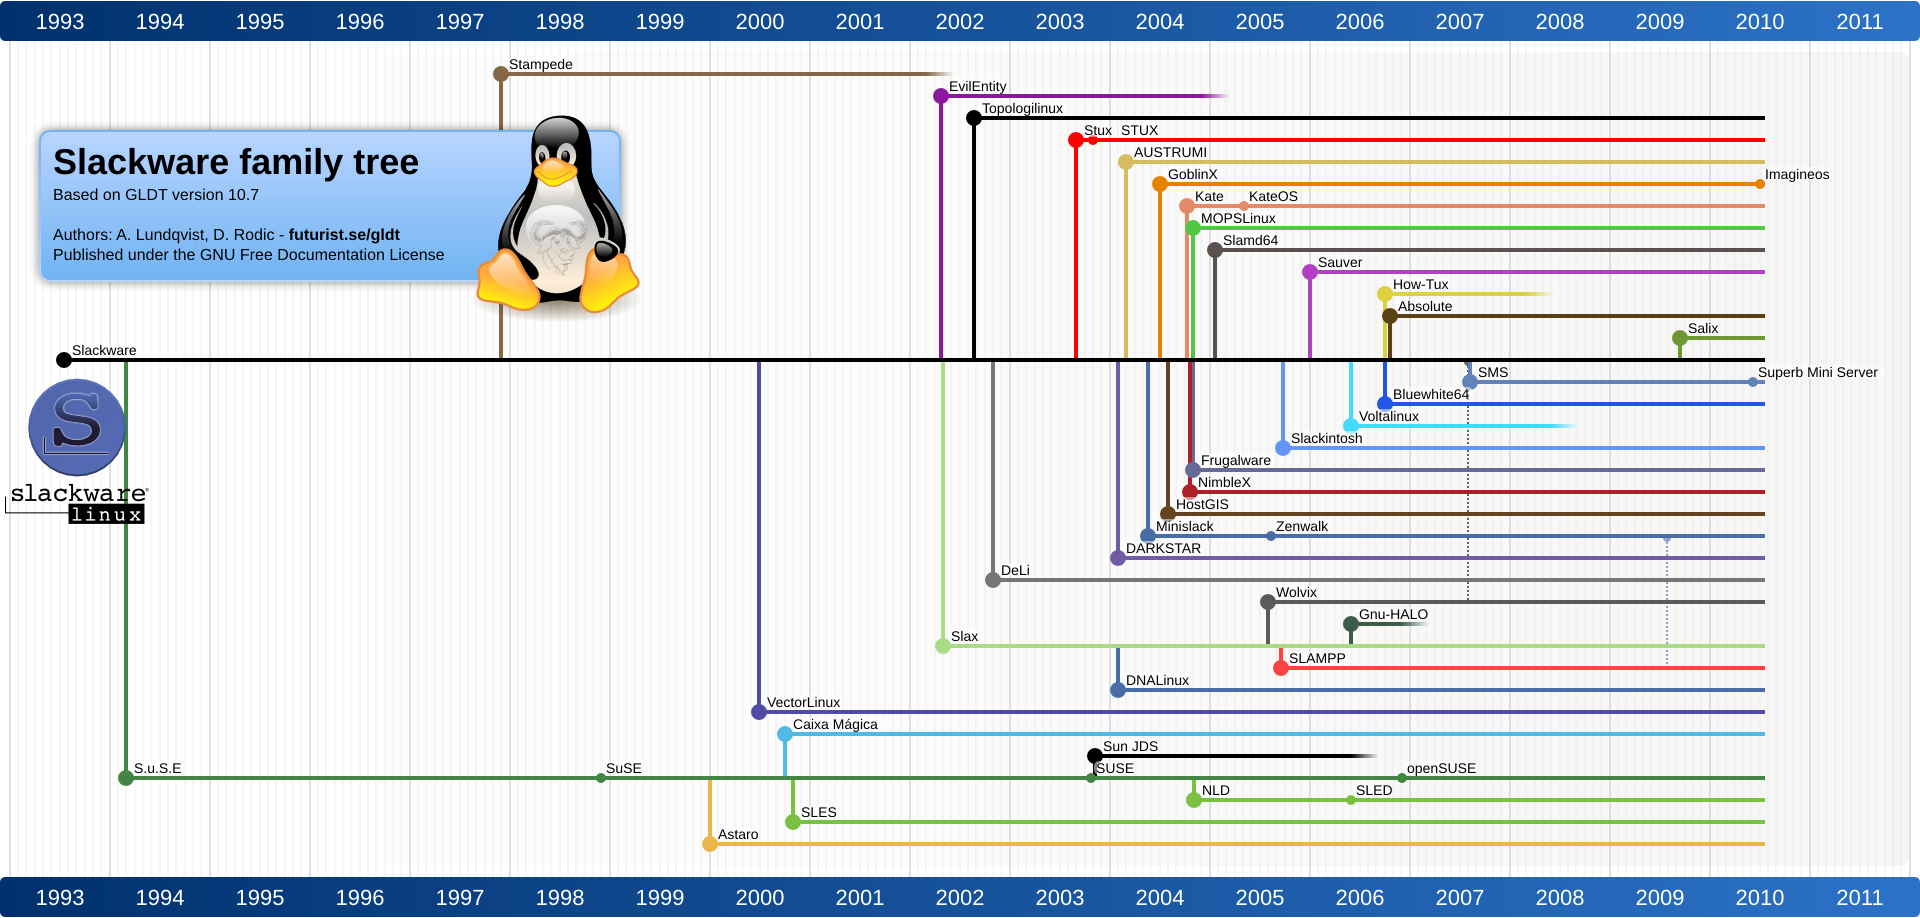 1993 1994 1995 1996 1997 1998 1999 2000 2001 2002 2003 2004 2005 2006 2007 2008 2009 2010 2011
Stampede
EvilEntity
Topologilinux
Stux STUX
AUSTRUMI
Slackware family tree
GoblinX Imagineos
Based on GLDT version 10.7
Kate KateOS
MOPSLinux
Authors: A. Lundqvist, D. Rodic - futurist.se/gldt
Slamd64
Published under the GNU Free Documentation License
Sauver
How-Tux
Absolute
Salix
Slackware
SMS Superb Mini Server
Bluewhite64
S
Voltalinux
Slackintosh
Frugalware
NimbleX
slackware®
HostGIS
linux
Minislack Zenwalk
DARKSTAR
DeLi
Wolvix
Gnu-HALO
Slax
SLAMPP
DNALinux
VectorLinux
Caixa Mágica
Sun JDS
S.u.S.E SuSE SUSE openSUSE
NLD SLED
SLES
Astaro
1993 1994 1995 1996 1997 1998 1999 2000 2001 2002 2003 2004 2005 2006 2007 2008 2009 2010 2011